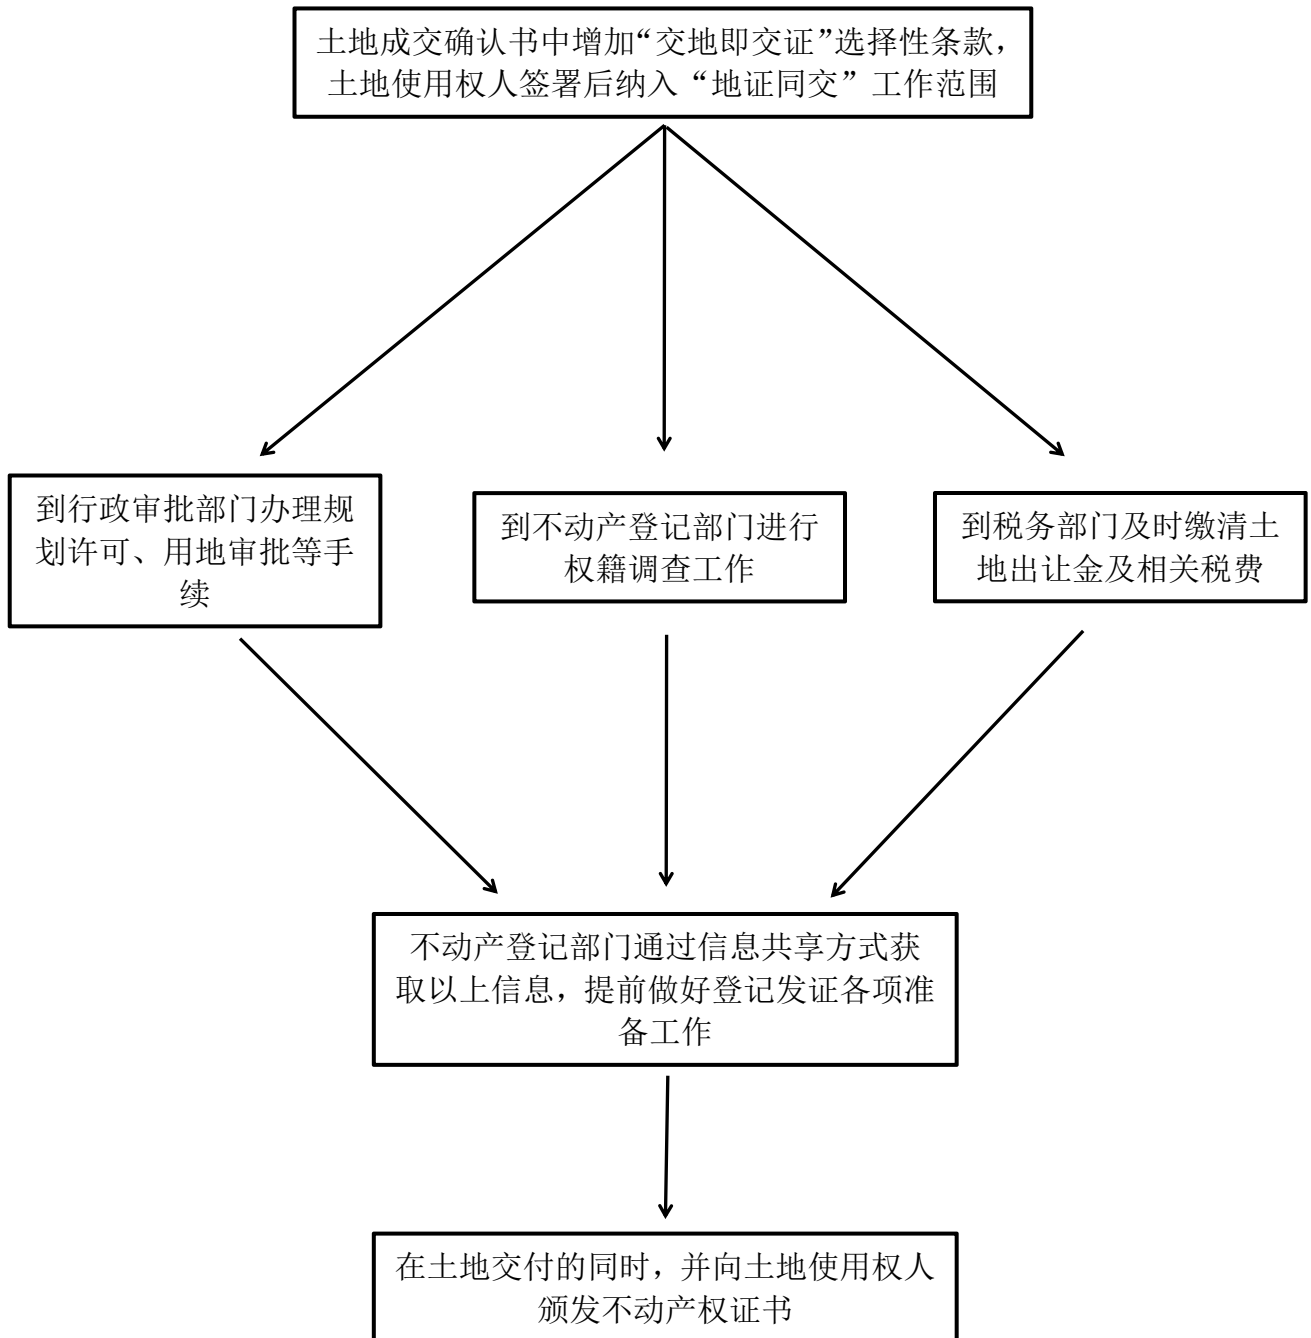 土地成交确认书中增加“交地即交证”选择性条款，
土地使用权人签署后纳入“地证同交”工作范围
到行政审批部门办理规
划许可、用地审批等手
续
到不动产登记部门进行
权籍调查工作
到税务部门及时缴清土
地出让金及相关税费
不动产登记部门通过信息共享方式获
取以上信息，提前做好登记发证各项准
备工作
在土地交付的同时，并向土地使用权人
颁发不动产权证书